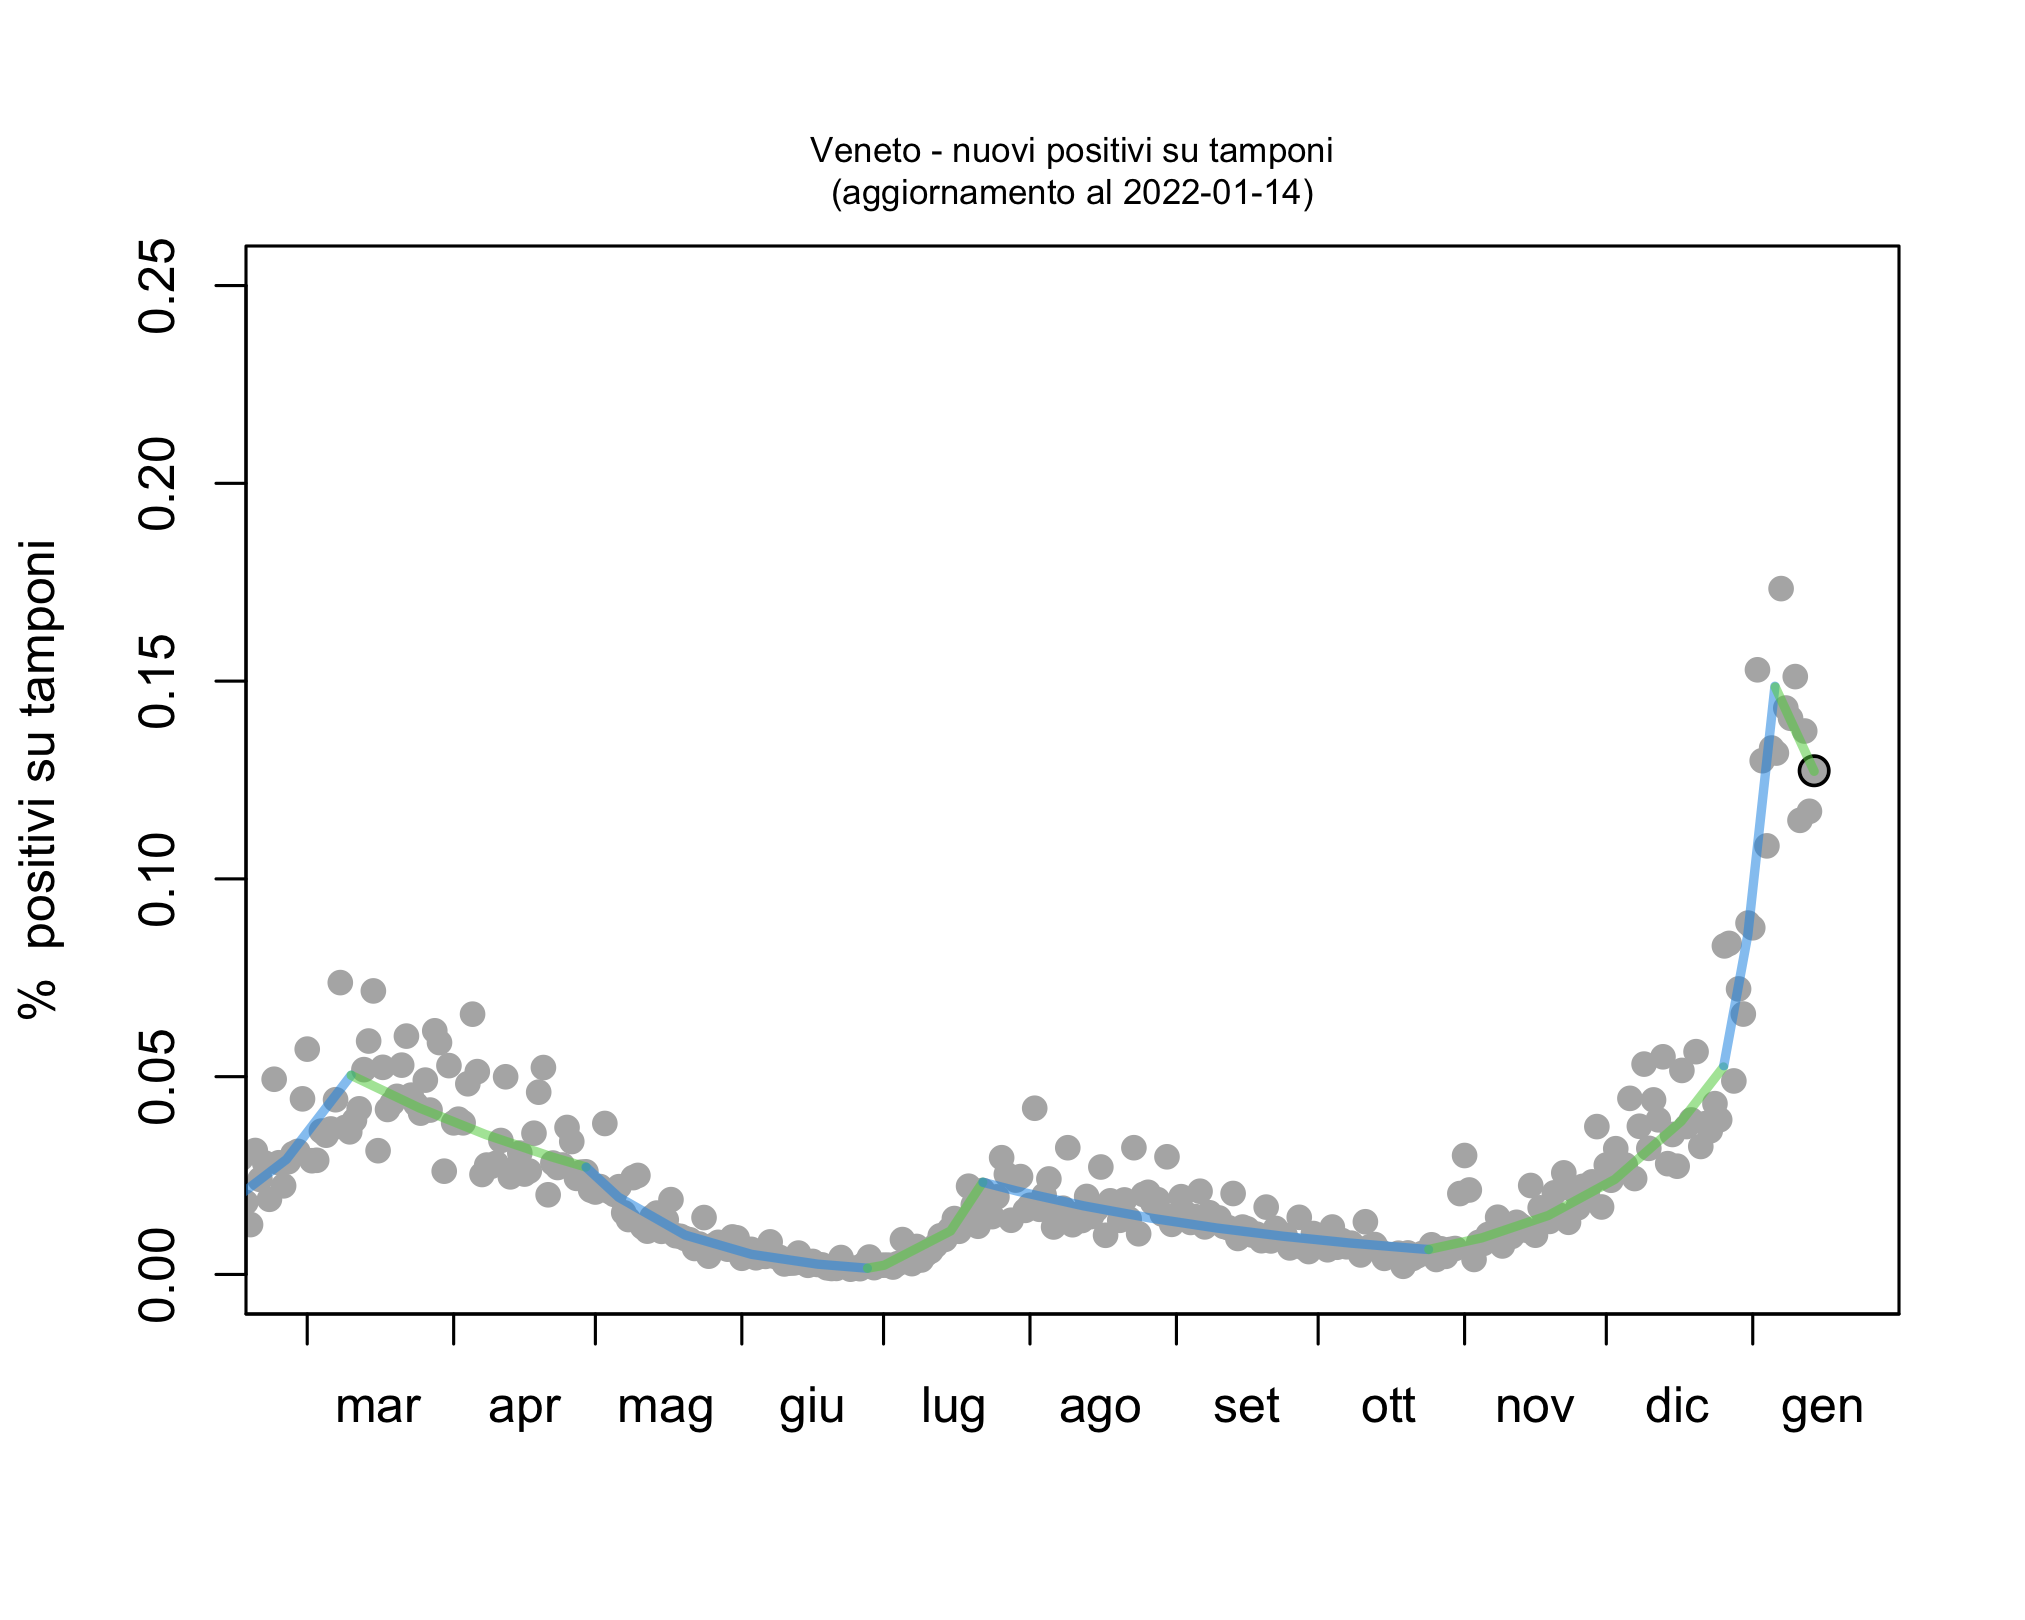 Veneto - nuovi positivi su tamponi
(aggiornamento al 2022-01-14)
% positivi su tamponi
0.25
0.20
0.15
0.10
0.05
0.00
mar apr mag giu lug ago set ott nov dic gen